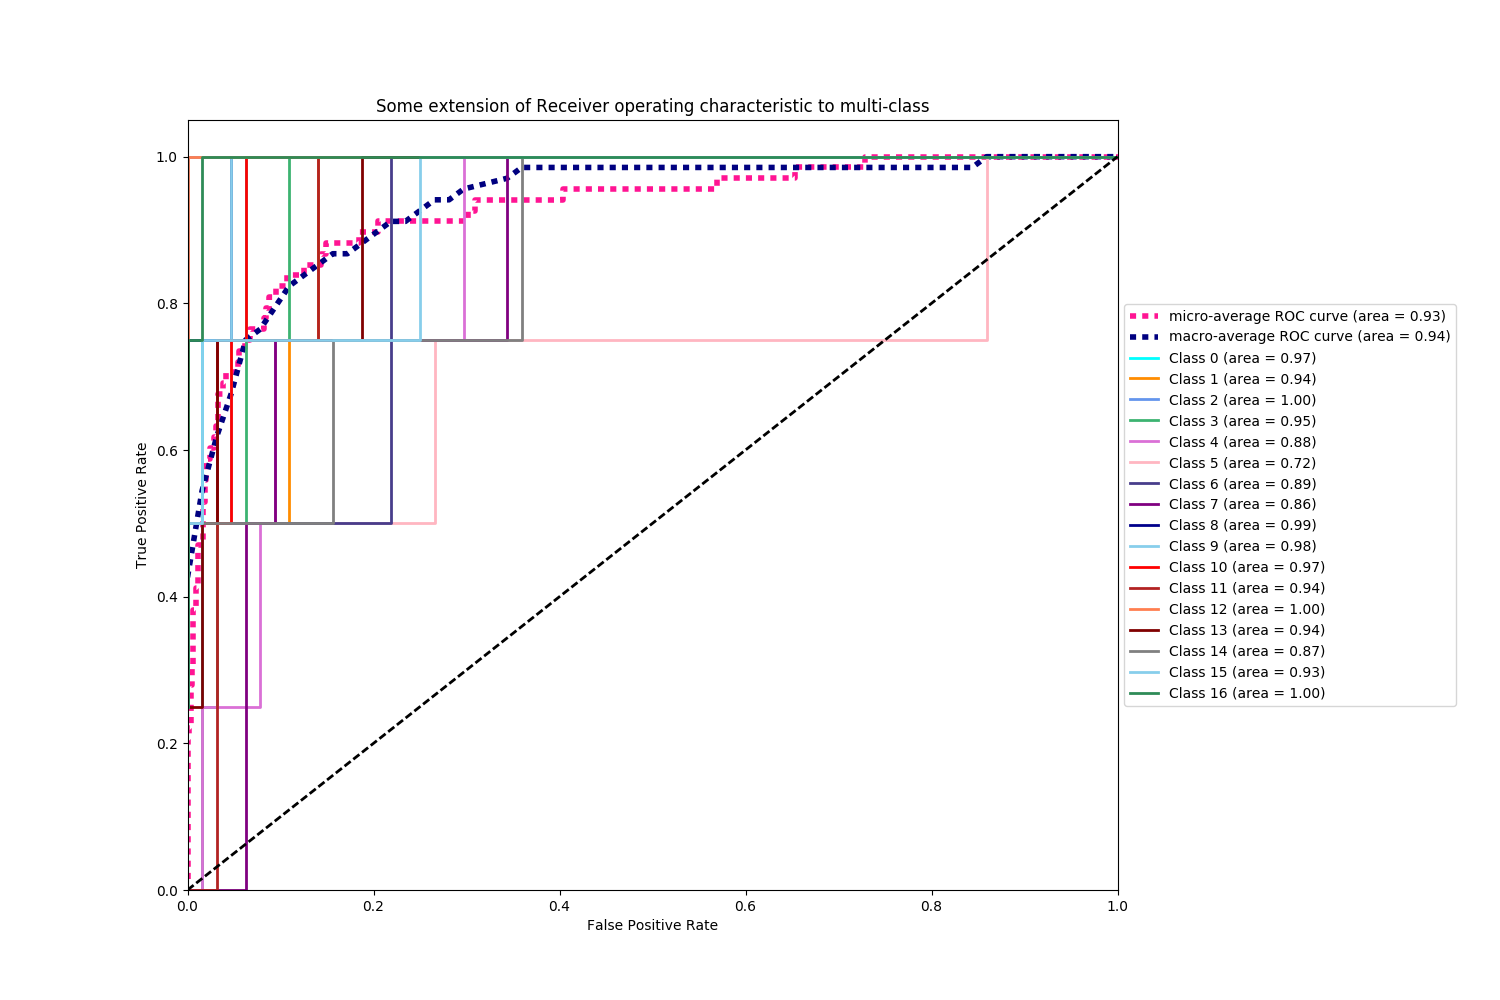 Some extension of Receiver operating characteristic to multi-class
1.0
0.8
0.6
0.4
0.2
0.0
True Positive Rate
0.0 0.2 0.4 0.6 0.8 1.0
False Positive Rate
micro-average ROC curve (area = 0.93)
macro-average ROC curve (area = 0.94)
Class 0 (area = 0.97)
Class 1 (area = 0.94)
Class 2 (area = 1.00)
Class 3 (area = 0.95)
Class 4 (area = 0.88)
Class 5 (area = 0.72)
Class 6 (area = 0.89)
Class 7 (area = 0.86)
Class 8 (area = 0.99)
Class 9 (area = 0.98)
Class 10 (area = 0.97)
Class 11 (area = 0.94)
Class 12 (area = 1.00)
Class 13 (area = 0.94)
Class 14 (area = 0.87)
Class 15 (area = 0.93)
Class 16 (area = 1.00)